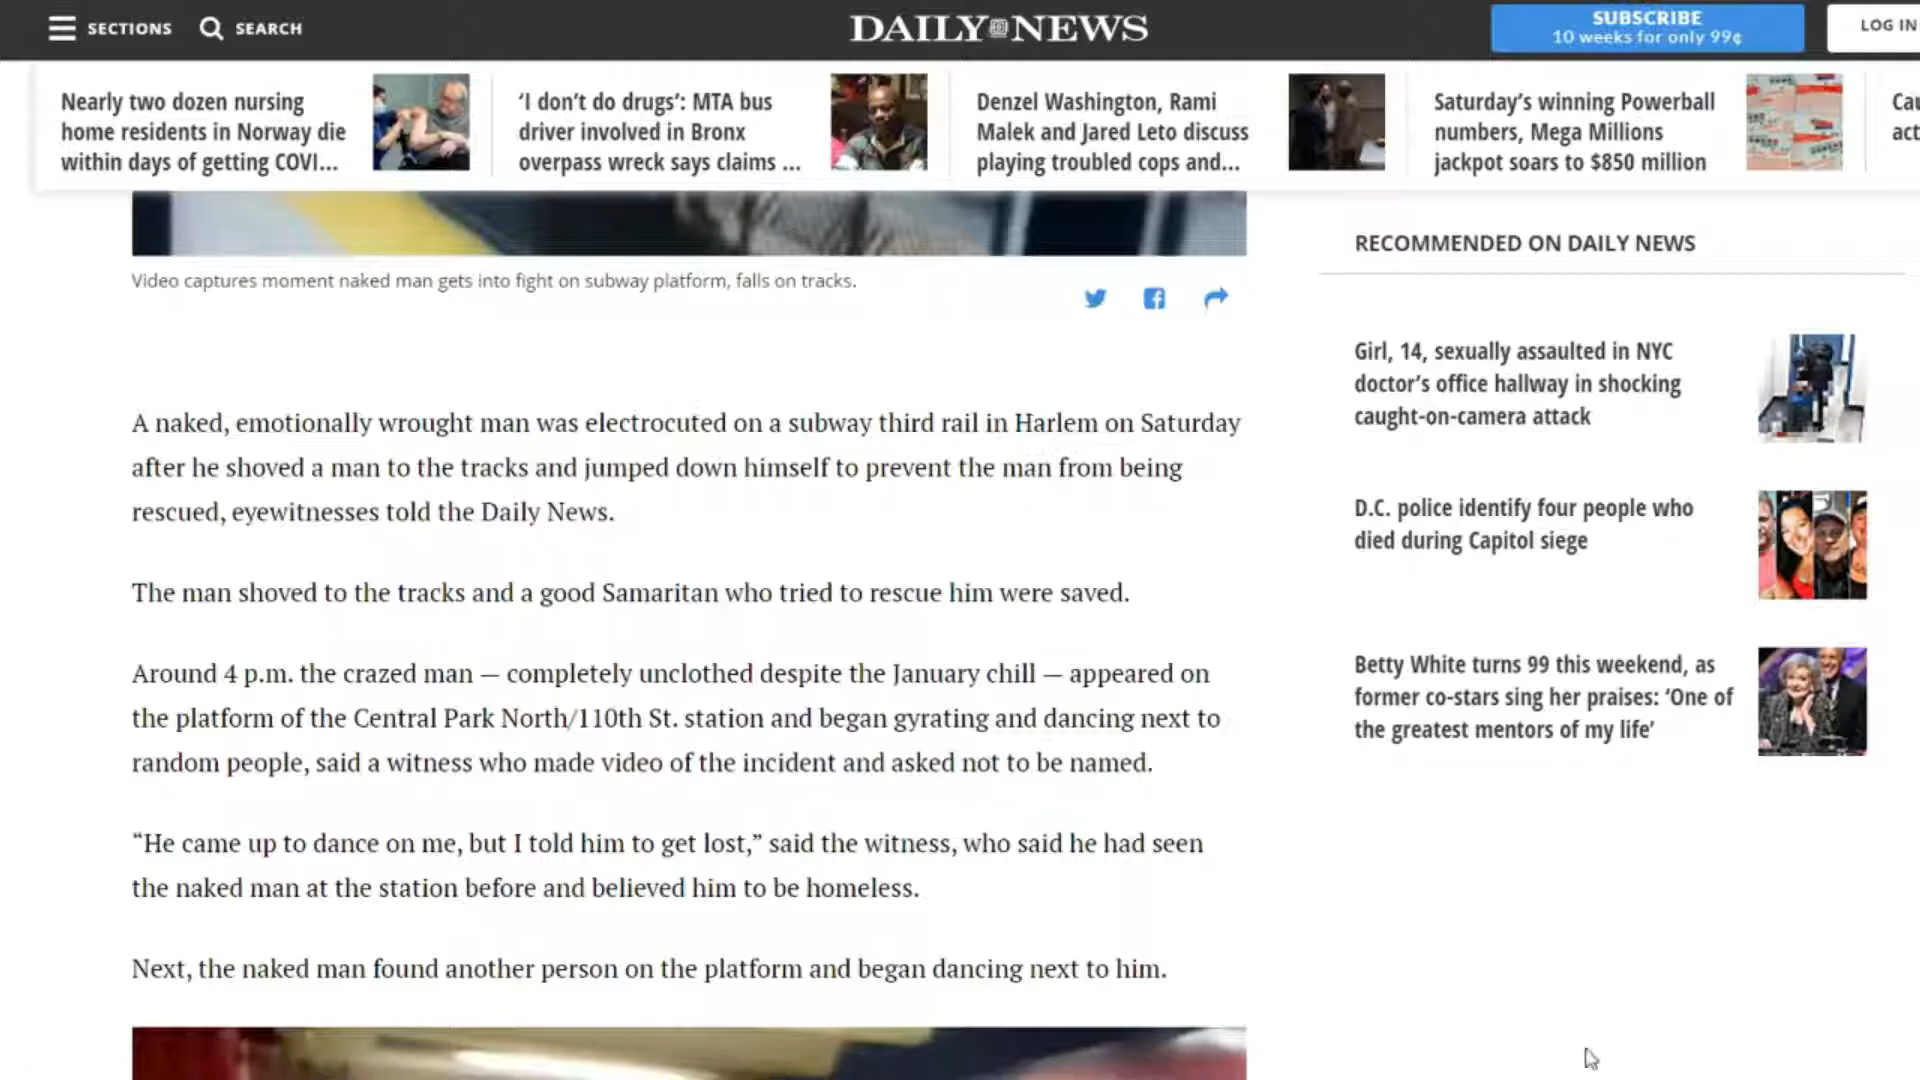 SECTIONS
SEARCH
DAILY NEWS
SUBSCRIBE
10 weeks for only 99¢
LOG IN
Nearly two dozen nursing
home residents in Norway die
within days of getting COVI...
‘I don’t do drugs’: MTA bus
driver involved in Bronx
overpass wreck says claims ...
Denzel Washington, Rami
Malek and Jared Leto discuss
playing troubled cops and...
Saturday’s winning Powerball
numbers, Mega Millions
jackpot soars to $850 million
Cau
act
Video captures moment naked man gets into fight on subway platform, falls on tracks.
A naked, emotionally wrought man was electrocuted on a subway third rail in Harlem on Saturday
after he shoved a man to the tracks and jumped down himself to prevent the man from being
rescued, eyewitnesses told the Daily News.
The man shoved to the tracks and a good Samaritan who tried to rescue him were saved.
Around 4 p.m. the crazed man — completely unclothed despite the January chill — appeared on
the platform of the Central Park North/110th St. station and began gyrating and dancing next to
random people, said a witness who made video of the incident and asked not to be named.
“He came up to dance on me, but I told him to get lost,” said the witness, who said he had seen
the naked man at the station before and believed him to be homeless.
Next, the naked man found another person on the platform and began dancing next to him.
RECOMMENDED ON DAILY NEWS
Girl, 14, sexually assaulted in NYC
doctor’s office hallway in shocking
caught-on-camera attack
D.C. police identify four people who
died during Capitol siege
Betty White turns 99 this weekend, as
former co-stars sing her praises: ‘One of
the greatest mentors of my life’